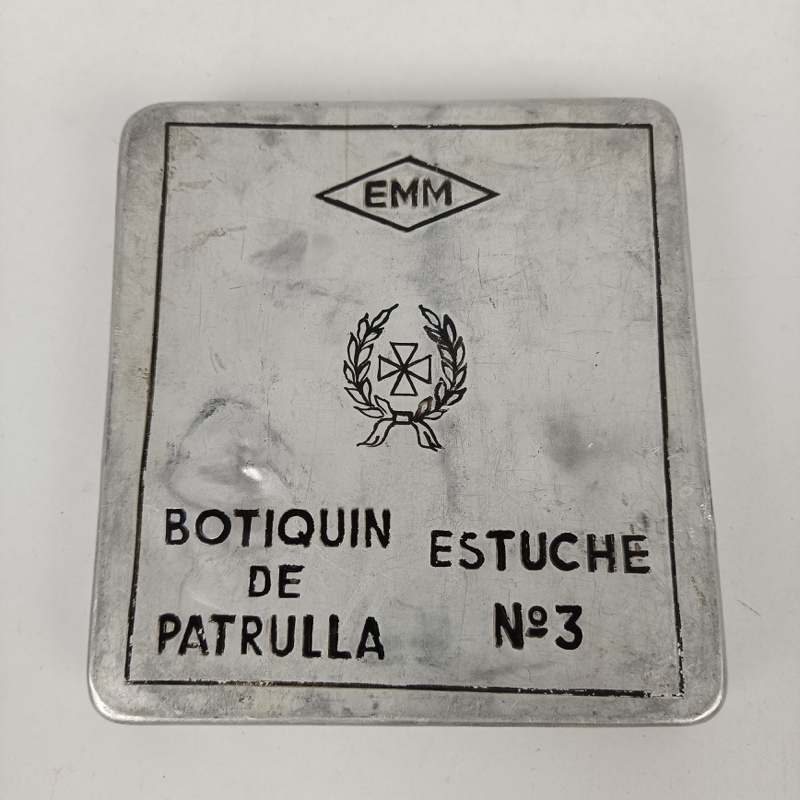 EMM
BOTIQUIN
DE
PATRULLA
ESTUCHE
Nº3